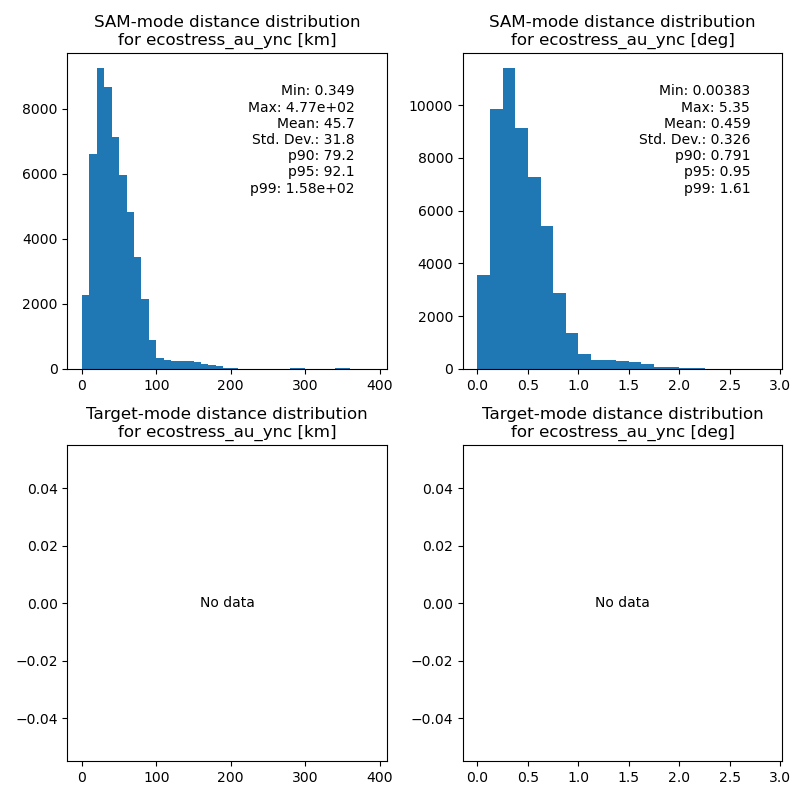 SAM-mode distance distribution
for ecostress_au_ync [km]
8000
6000
4000
2000
0
Min: 0.349
Max: 4.77e+02
Mean: 45.7
Std. Dev.: 31.8
p90: 79.2
p95: 92.1
p99: 1.58e+02
0 100 200 300 400
SAM-mode distance distribution
for ecostress_au_ync [deg]
10000
8000
6000
4000
2000
0
Min: 0.00383
Max: 5.35
Mean: 0.459
Std. Dev.: 0.326
p90: 0.791
p95: 0.95
p99: 1.61
0.0 0.5 1.0 1.5 2.0 2.5 3.0
Target-mode distance distribution
for ecostress_au_ync [km]
0.04
0.02
0.00
−0.02
−0.04
No data
0 100 200 300 400
Target-mode distance distribution
for ecostress_au_ync [deg]
0.04
0.02
0.00
−0.02
−0.04
No data
0.0 0.5 1.0 1.5 2.0 2.5 3.0